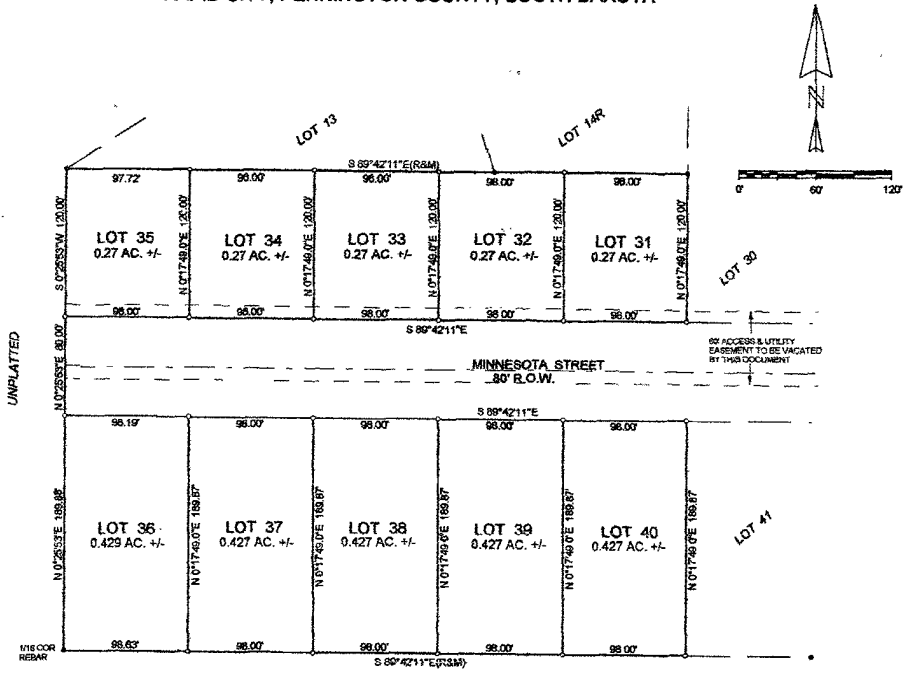 N
0' 60' 120'
LOT 13
LOT 14R
S 89°42'11"E(R&M)
97.72' 98.00' 98.00' 98.00' 98.00'
S 0°25'53"W 120.00'
N 0°17'49.0"E 120.00'
N 0°17'49.0"E 120.00'
N 0°17'49.0"E 120.00'
N 0°17'49.0"E 120.00'
N 0°17'49.0"E 120.00'
LOT 35
0.27 AC. +/-
LOT 34
0.27 AC. +/-
LOT 33
0.27 AC. +/-
LOT 32
0.27 AC. +/-
LOT 31
0.27 AC. +/-
LOT 30
98.00' 98.00' 98.00' 98.00' 98.00'
S 89°42'11"E
UNPLATTED
N 0°25'53"E 80.00'
MINNESOTA STREET
80' R.O.W.
ACCESS & UTILITY
EASEMENT TO BE VACATED
BY THIS DOCUMENT
S 89°42'11"E
98.19' 98.00' 98.00' 98.00' 98.00'
N 0°25'53"E 189.88'
N 0°17'49.0"E 189.87'
N 0°17'49.0"E 189.87'
N 0°17'49.0"E 189.87'
N 0°17'49.0"E 189.87'
N 0°17'49.0"E 189.87'
LOT 36
0.429 AC. +/-
LOT 37
0.427 AC. +/-
LOT 38
0.427 AC. +/-
LOT 39
0.427 AC. +/-
LOT 40
0.427 AC. +/-
LOT 41
1/16 COR
REBAR
98.63' 98.00' 98.00' 98.00' 98.00'
S 89°42'11"E(R&M)